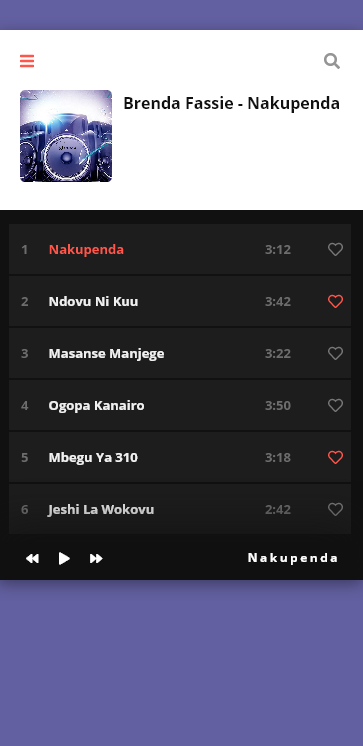 Brenda Fassie - Nakupenda
1 Nakupenda 3:12
2 Ndovu Ni Kuu 3:42
3 Masanse Manjege 3:22
4 Ogopa Kanairo 3:50
5 Mbegu Ya 310 3:18
6 Jeshi La Wokovu 2:42
Nakupenda